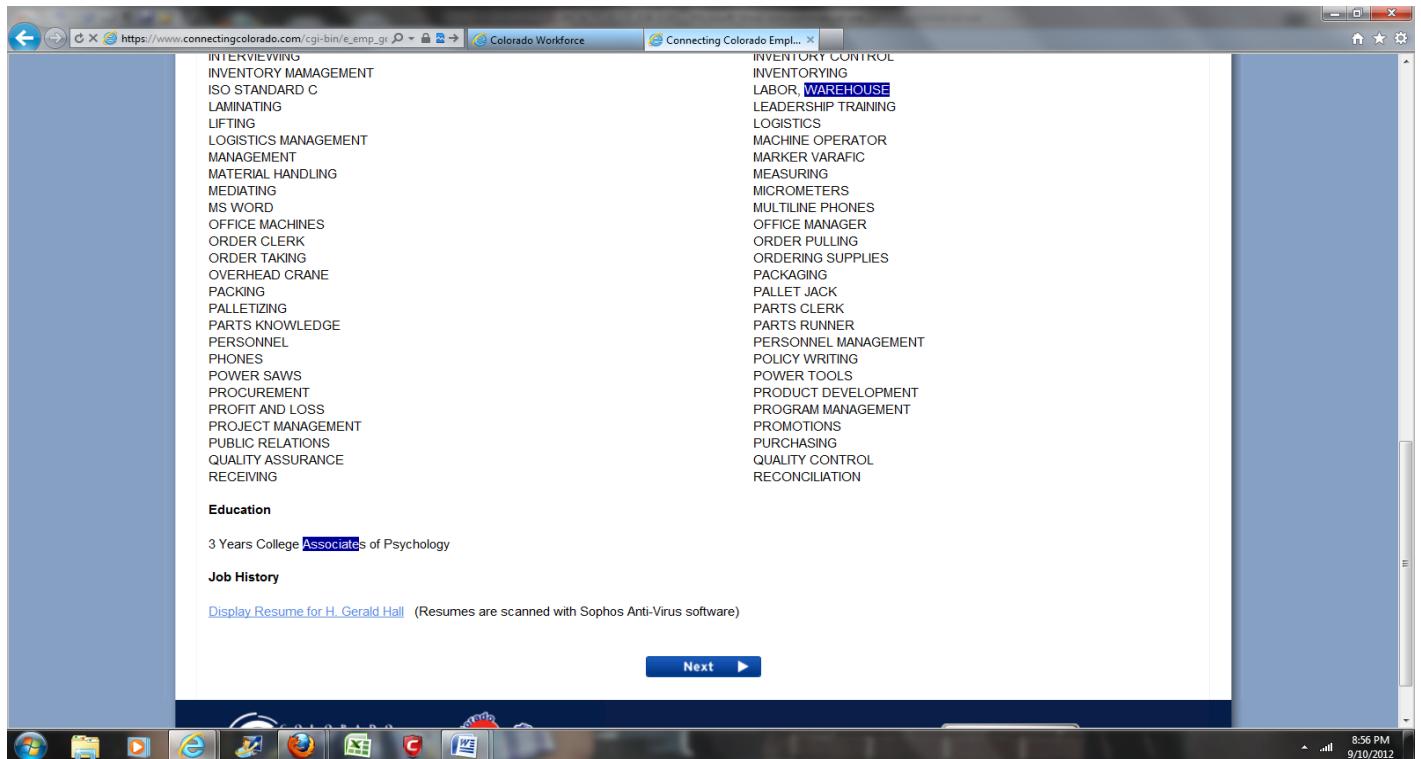 https://www.connectingcolorado.com/cgi-bin/e_emp_gr
Colorado Workforce
Connecting Colorado Empl...
INTERVIEWING INVENTORY CONTROL
INVENTORY MAMAGEMENT INVENTORYING
ISO STANDARD C LABOR, WAREHOUSE
LAMINATING LEADERSHIP TRAINING
LIFTING LOGISTICS
LOGISTICS MANAGEMENT MACHINE OPERATOR
MANAGEMENT MARKER VARAFIC
MATERIAL HANDLING MEASURING
MEDIATING MICROMETERS
MS WORD MULTILINE PHONES
OFFICE MACHINES OFFICE MANAGER
ORDER CLERK ORDER PULLING
ORDER TAKING ORDERING SUPPLIES
OVERHEAD CRANE PACKAGING
PACKING PALLET JACK
PALLETIZING PARTS CLERK
PARTS KNOWLEDGE PARTS RUNNER
PERSONNEL PERSONNEL MANAGEMENT
PHONES POLICY WRITING
POWER SAWS POWER TOOLS
PROCUREMENT PRODUCT DEVELOPMENT
PROFIT AND LOSS PROGRAM MANAGEMENT
PROJECT MANAGEMENT PROMOTIONS
PUBLIC RELATIONS PURCHASING
QUALITY ASSURANCE QUALITY CONTROL
RECEIVING RECONCILIATION
Education
3 Years College Associates of Psychology
Job History
Display Resume for H. Gerald Hall (Resumes are scanned with Sophos Anti-Virus software)
Next
8:56 PM
9/10/2012